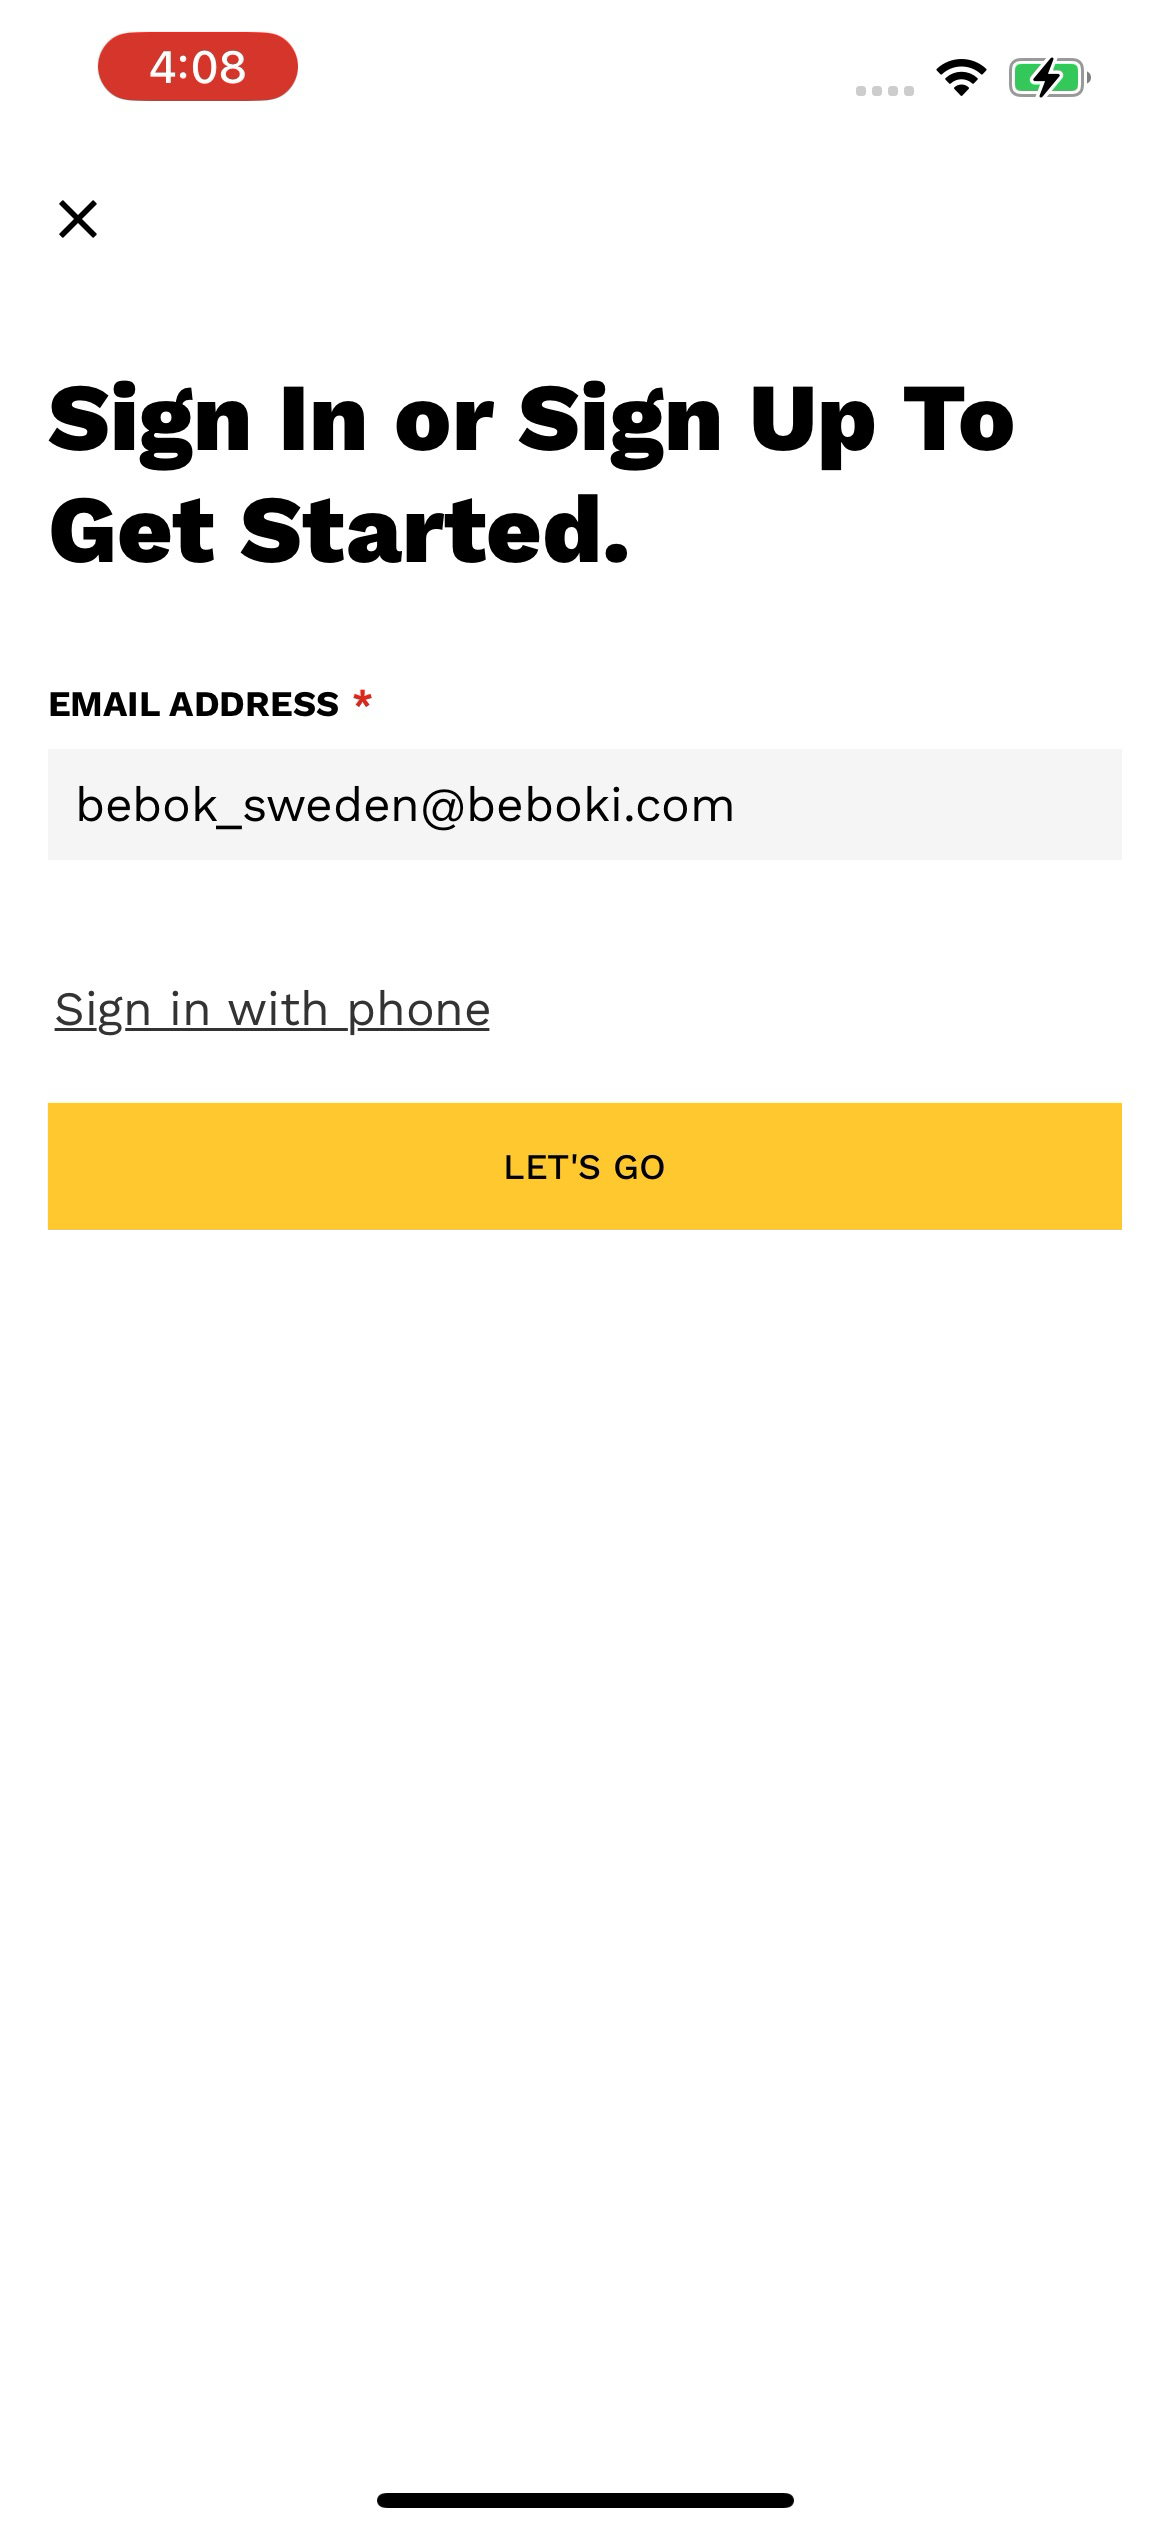 4:08
Sign In or Sign Up To
Get Started.
EMAIL ADDRESS *
bebok_sweden@beboki.com
Sign in with phone
LET'S GO